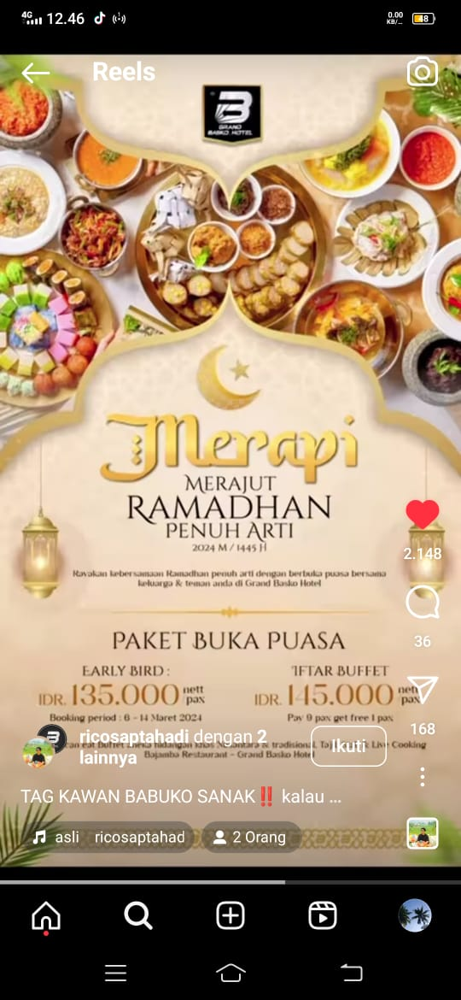 4G 12.46 0.00 KB/... 48
Reels
B
GRAND
BASKO HOTEL
Merapi
MERAJUT
RAMADHAN
PENUH ARTI
2024 M / 1445 H
Rayakan kebersamaan Ramadhan penuh arti dengan berbuka puasa bersama
keluarga & teman anda di Grand Basko Hotel
2.148
PAKET BUKA PUASA
36
EARLY BIRD :
IDR. 135.000 nett pax
Booking period : 6 - 14 Maret 2024
IFTAR BUFFET
IDR. 145.000 nett pax
Pay 9 pax get free 1 pax
168
can eat Buffet aneka hidangan khas Nusantara & tradisional, Live Cooking
Bajamba Restaurant - Grand Basko Hotel
ricosaptahadi dengan 2
lainnya
Ikuti
TAG KAWAN BABUKO SANAK‼️ kalau ...
asli ricosaptahad
2 Orang